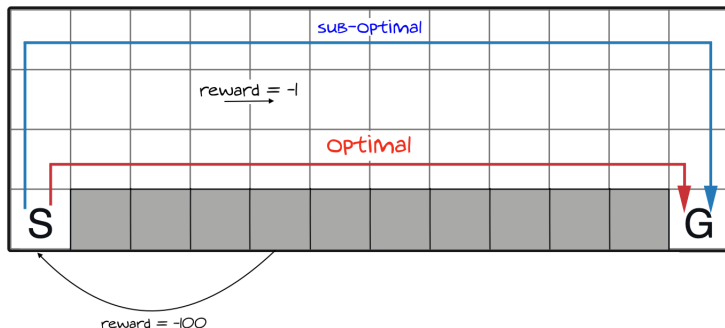 sub-optimal
reward = -1
optimal
S
G
reward = -100